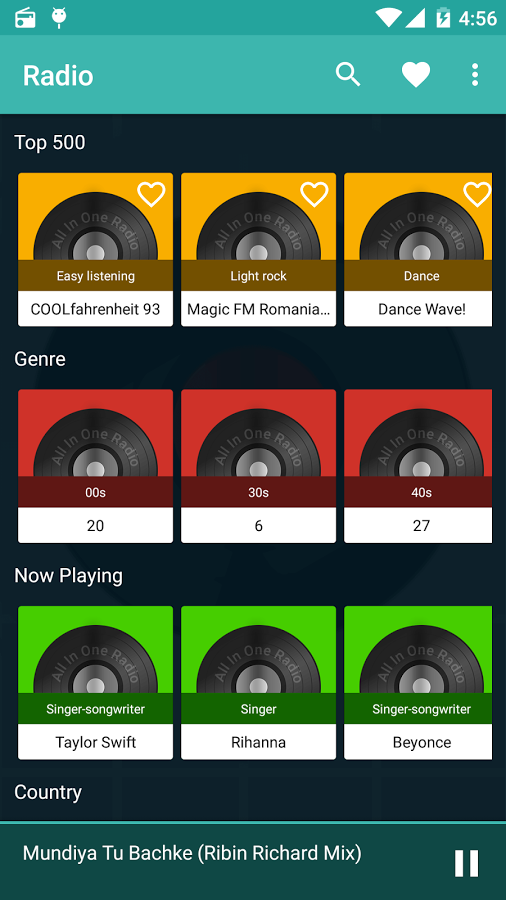 4:56
Radio
Top 500
All In One Radio
All In One Radio
All In One Radio
Easy listening
Light rock
Dance
COOLfahrenheit 93
Magic FM Romania...
Dance Wave!
Genre
All In One Radio
All In One Radio
All In One Radio
00s
30s
40s
20
6
27
Now Playing
All In One Radio
All In One Radio
All In One Radio
Singer-songwriter
Singer
Singer-songwriter
Taylor Swift
Rihanna
Beyonce
Country
Mundiya Tu Bachke (Ribin Richard Mix)